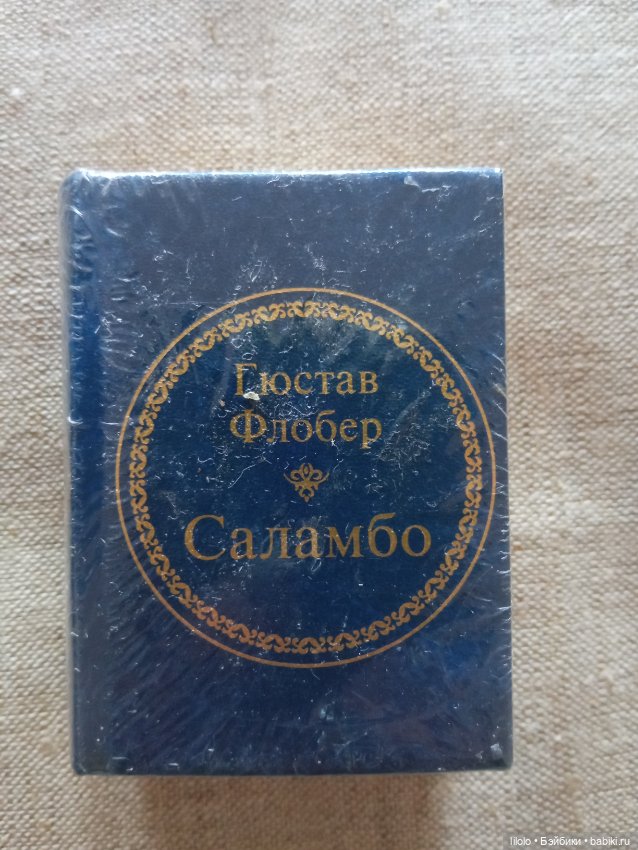 Гюстав
Флобер
Саламбо
lilolo • Бэйбики • babiki.ru